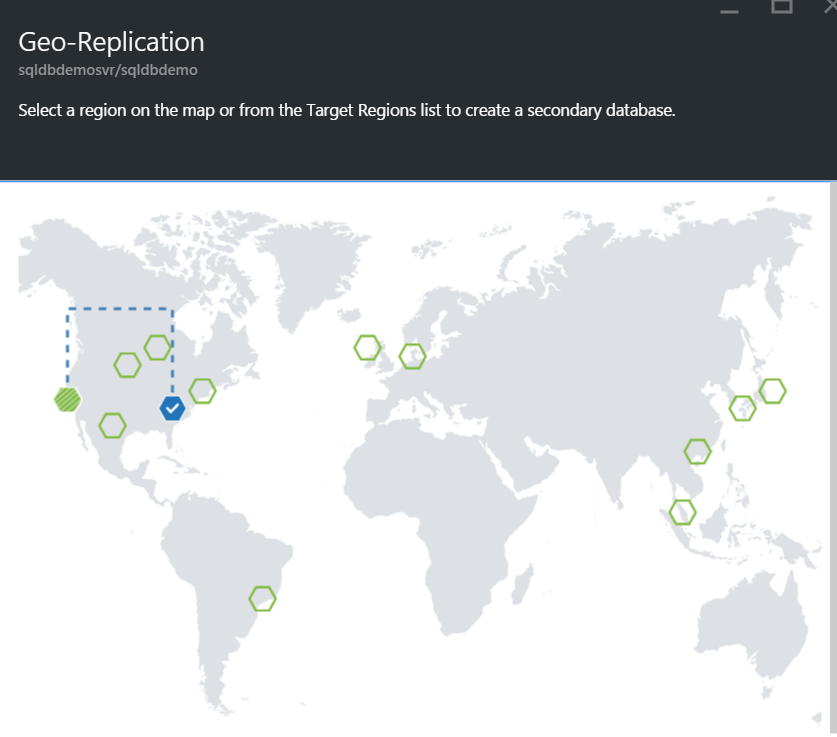 Geo-Replication
sqldbdemosvr/sqldbdemo
Select a region on the map or from the Target Regions list to create a secondary database.